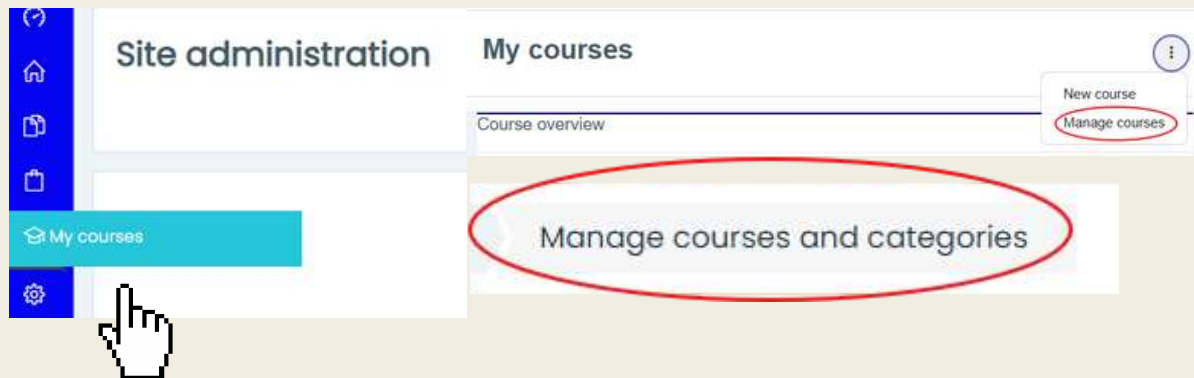 Site administration
My courses
My courses
New course
Manage courses
Course overview
Manage courses and categories